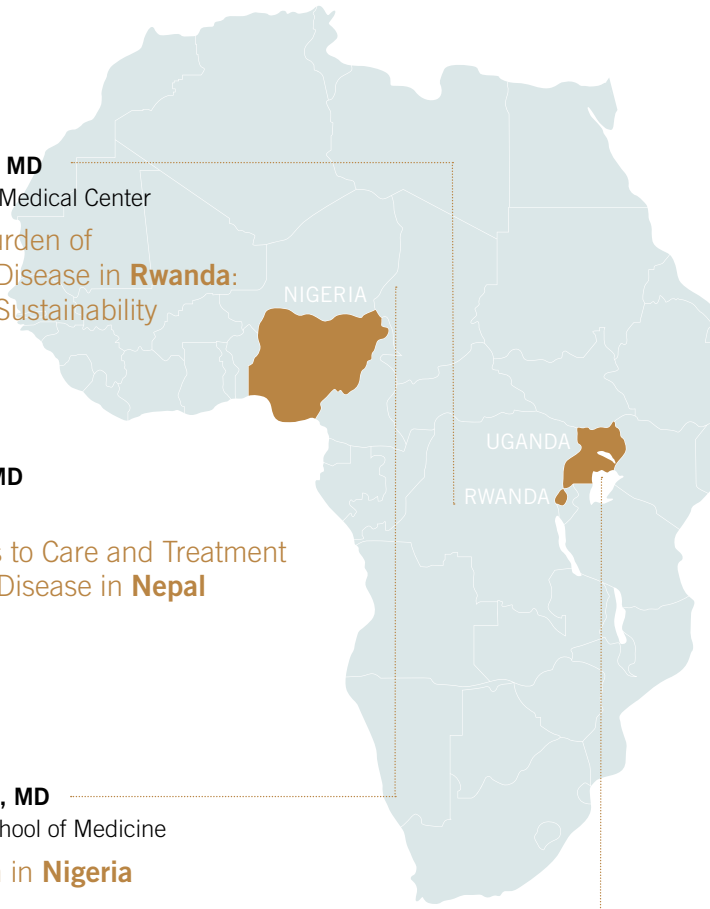 , MD
Medical Center
urden of
Disease in Rwanda:
Sustainability
NIGERIA
MD
UGANDA
RWANDA
s to Care and Treatment
Disease in Nepal
, MD
hool of Medicine
in Nigeria